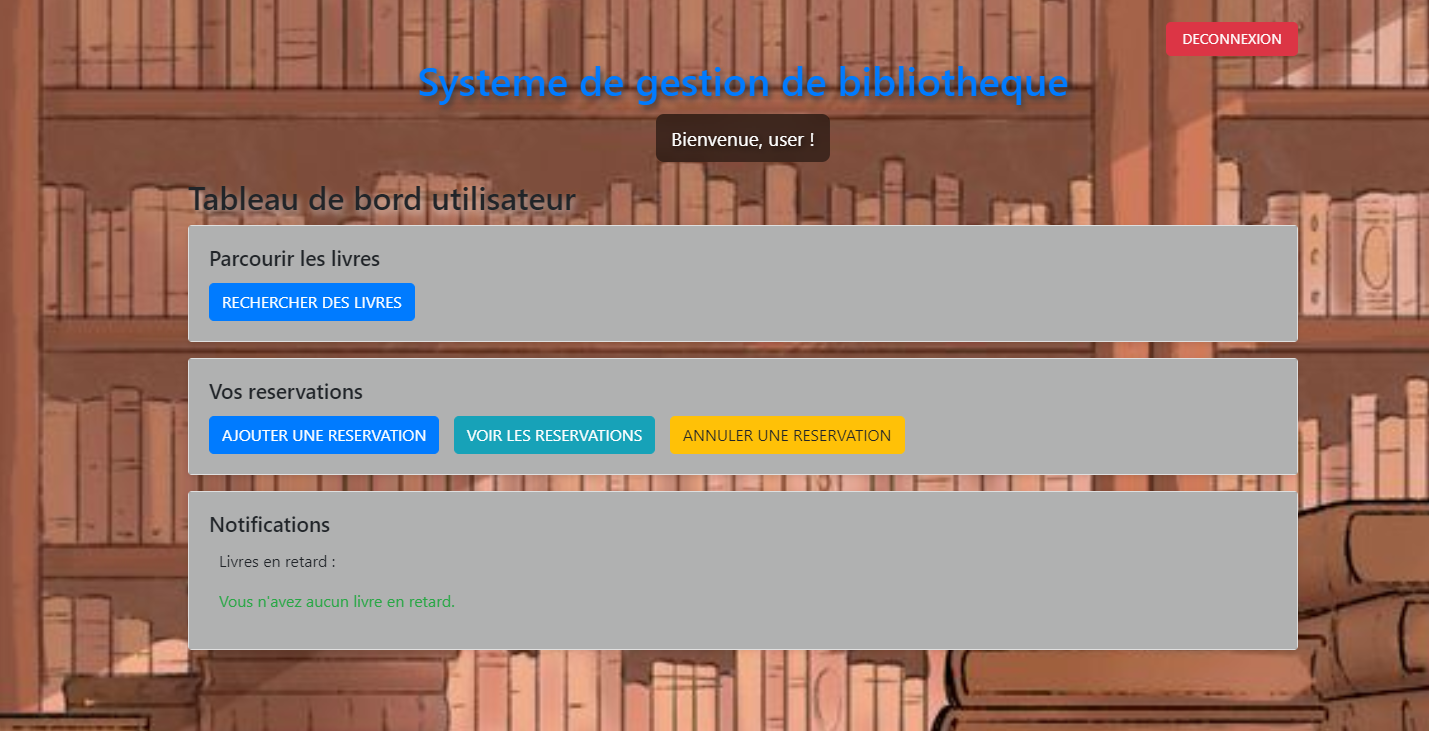 DECONNEXION
Systeme de gestion de bibliotheque
Bienvenue, user !
Tableau de bord utilisateur
Parcourir les livres
RECHERCHER DES LIVRES
Vos reservations
AJOUTER UNE RESERVATION VOIR LES RESERVATIONS ANNULER UNE RESERVATION
Notifications
Livres en retard :
Vous n'avez aucun livre en retard.